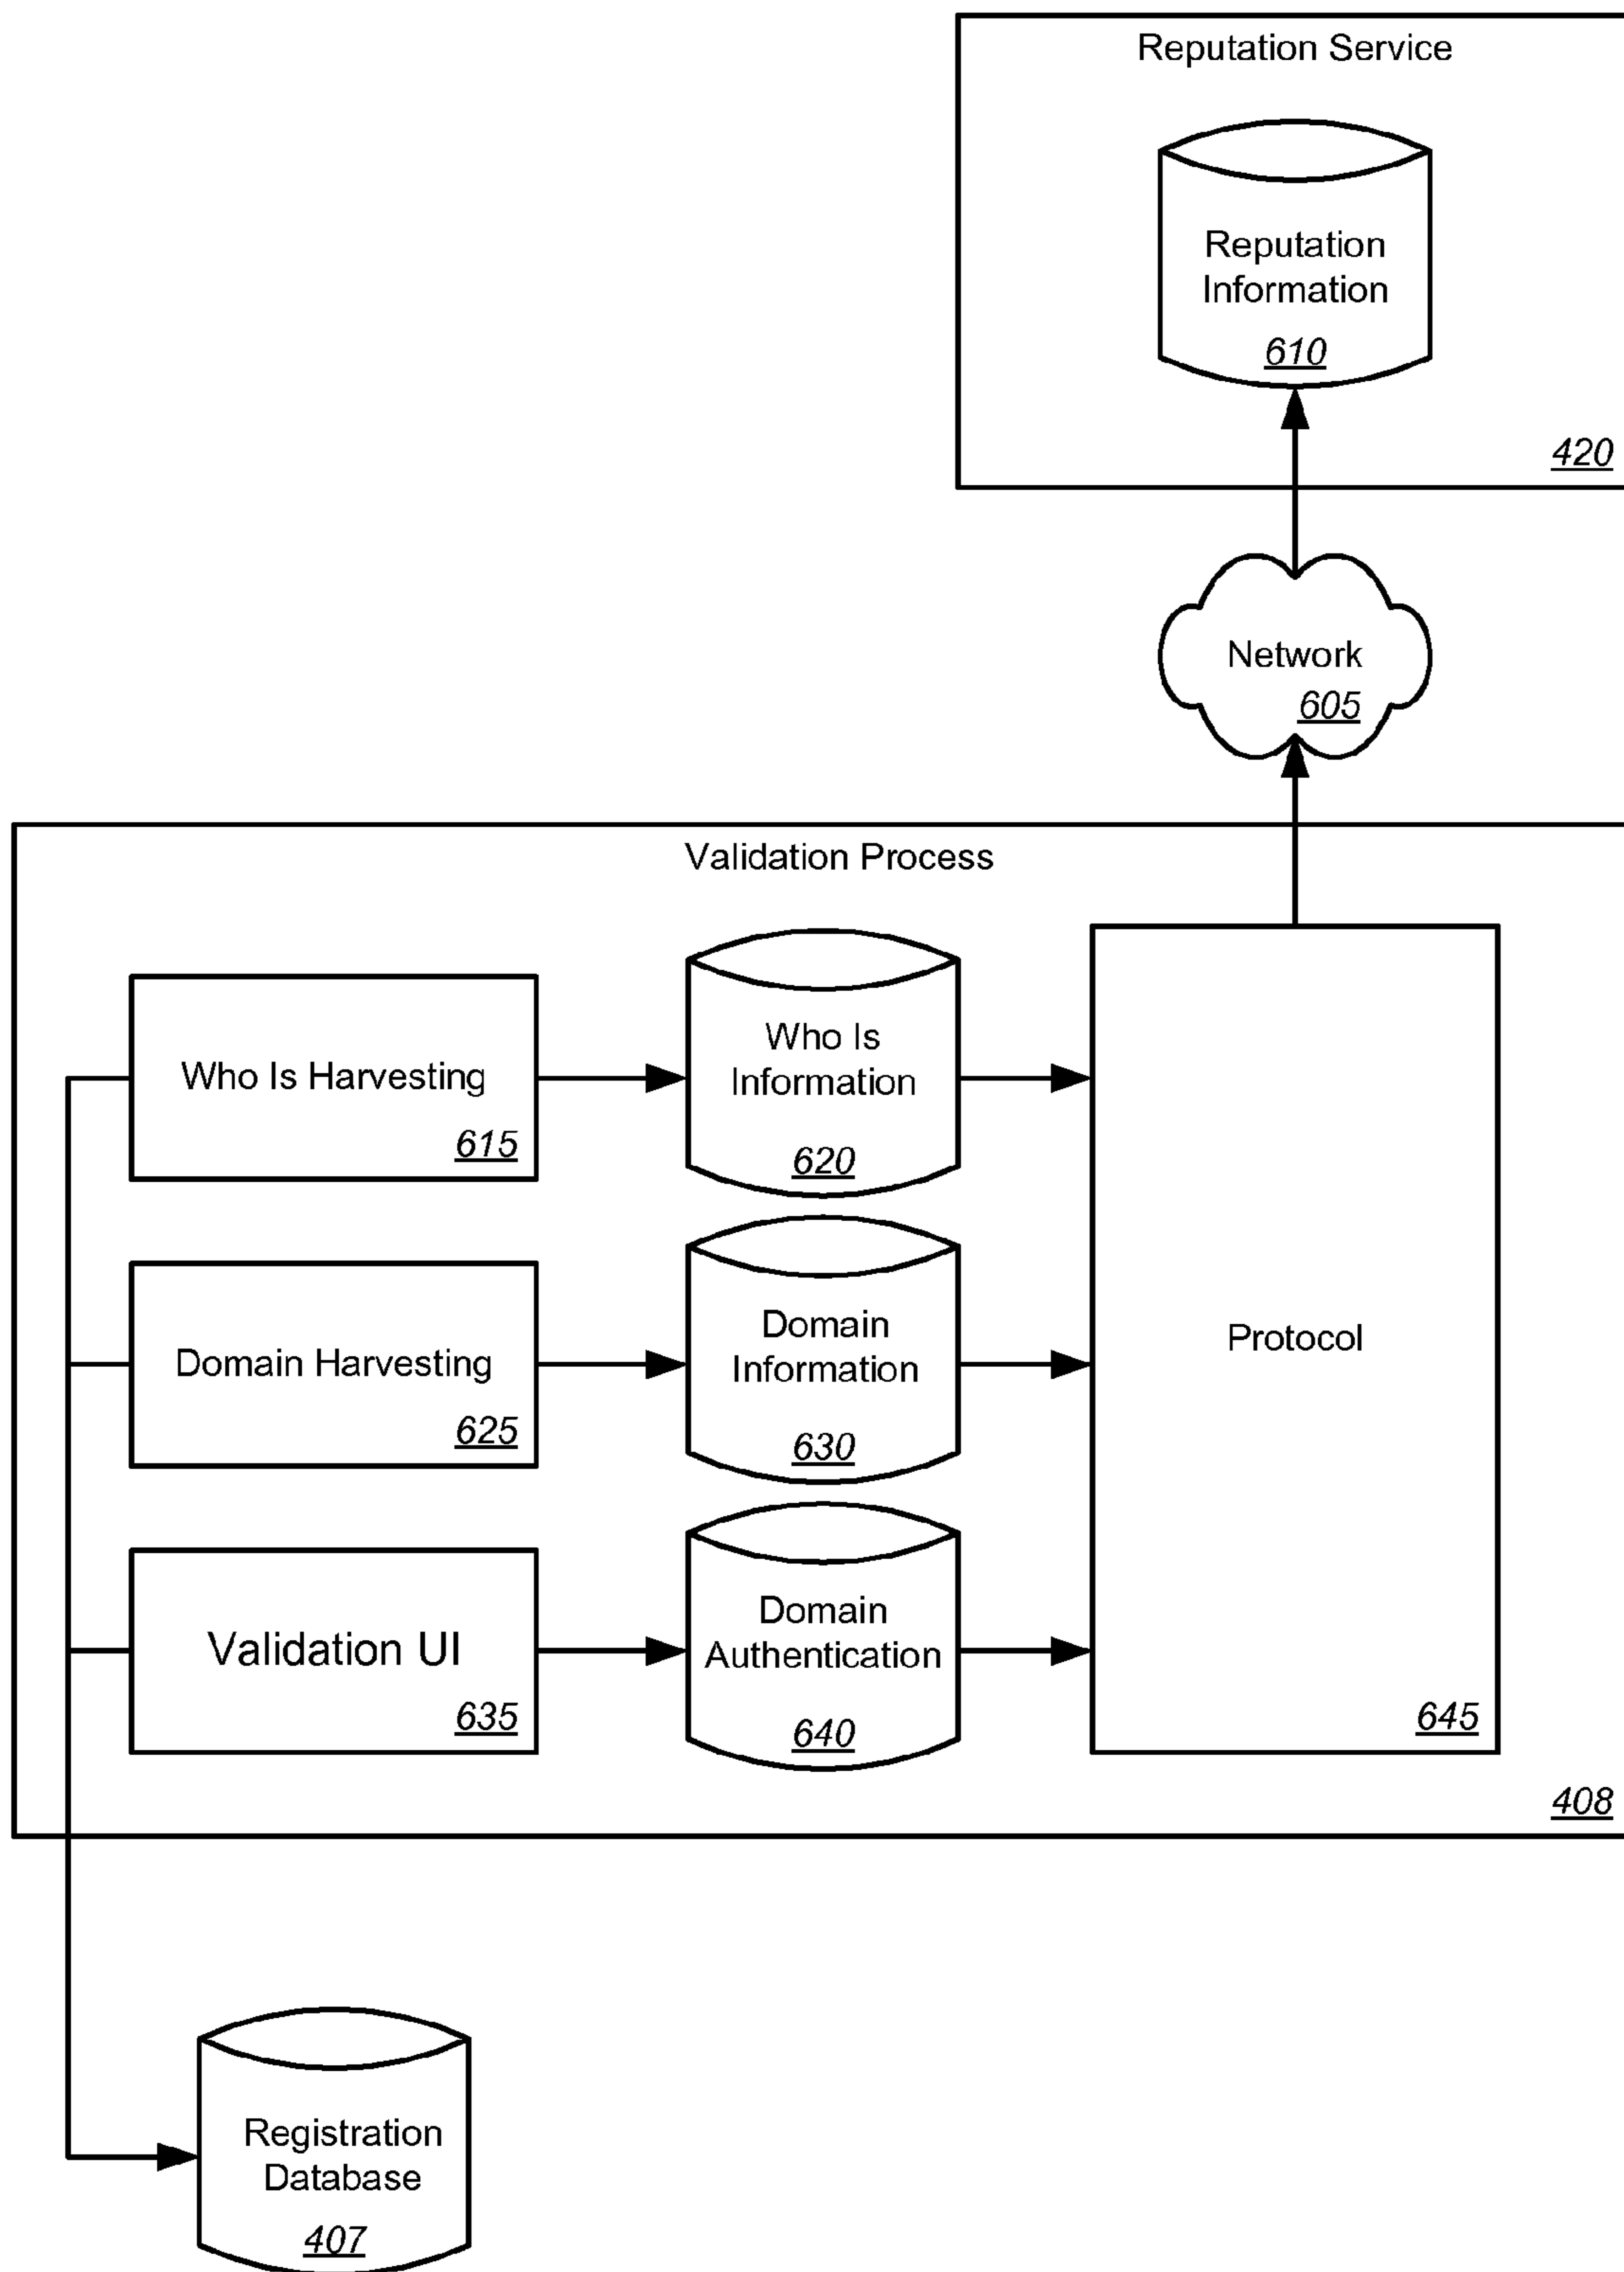 Reputation Service
Reputation
Information
610
420
Network
605
Validation Process
Who Is Harvesting
615
Who Is
Information
620
Domain Harvesting
625
Domain
Information
630
Validation UI
635
Domain
Authentication
640
Protocol
645
408
Registration
Database
407